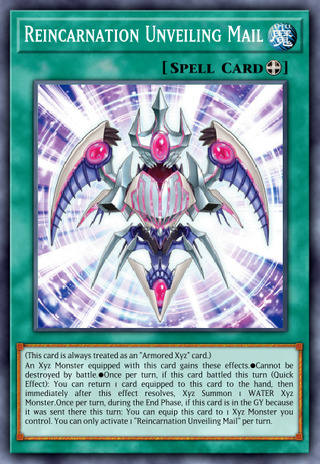 Reincarnation Unveiling Mail 魔
[Spell Card]
(This card is always treated as an "Armored Xyz" card.)
An Xyz Monster equipped with this card gains these effects.●Cannot be
destroyed by battle.●Once per turn, if this card battled this turn (Quick
Effect): You can return 1 card equipped to this card to the hand, then
immediately after this effect resolves, Xyz Summon 1 WATER Xyz
Monster.Once per turn, during the End Phase, if this card is in the GY because
it was sent there this turn: You can equip this card to 1 Xyz Monster you
control. You can only activate 1 "Reincarnation Unveiling Mail" per turn.